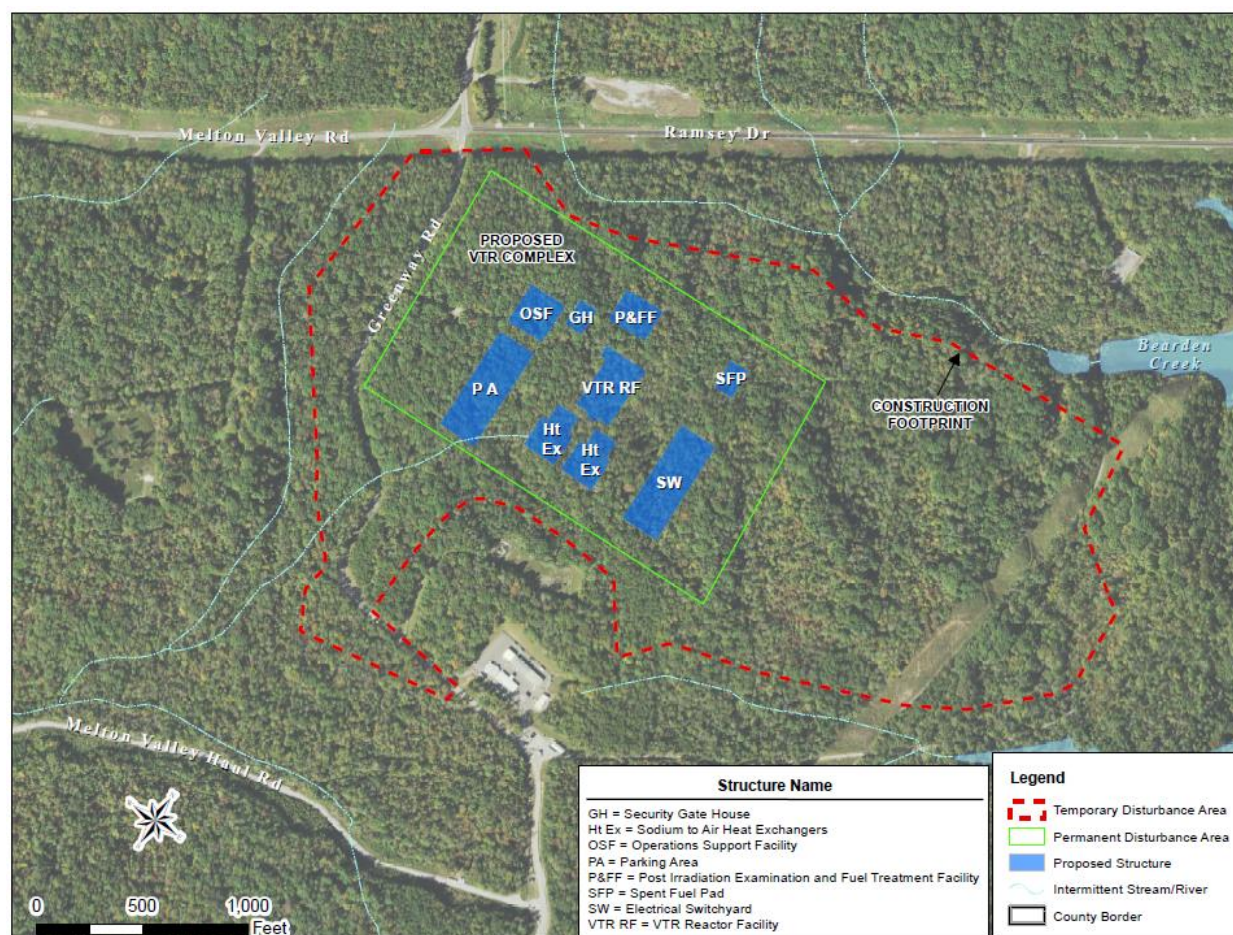 Melton Valley Rd
Ramsey Dr
Greenway Rd
PROPOSED
VTR COMPLEX
OSF
GH
P&FF
P A
VTR RF
SFP
Ht
Ex
Ht
Ex
SW
CONSTRUCTION
FOOTPRINT
Bearden
Creek
Melton Valley Haul Rd
0 500 1,000
Feet
Structure Name
GH = Security Gate House
Ht Ex = Sodium to Air Heat Exchangers
OSF = Operations Support Facility
PA = Parking Area
P&FF = Post Irradiation Examination and Fuel Treatment Facility
SFP = Spent Fuel Pad
SW = Electrical Switchyard
VTR RF = VTR Reactor Facility
Legend
Temporary Disturbance Area
Permanent Disturbance Area
Proposed Structure
Intermittent Stream/River
County Border